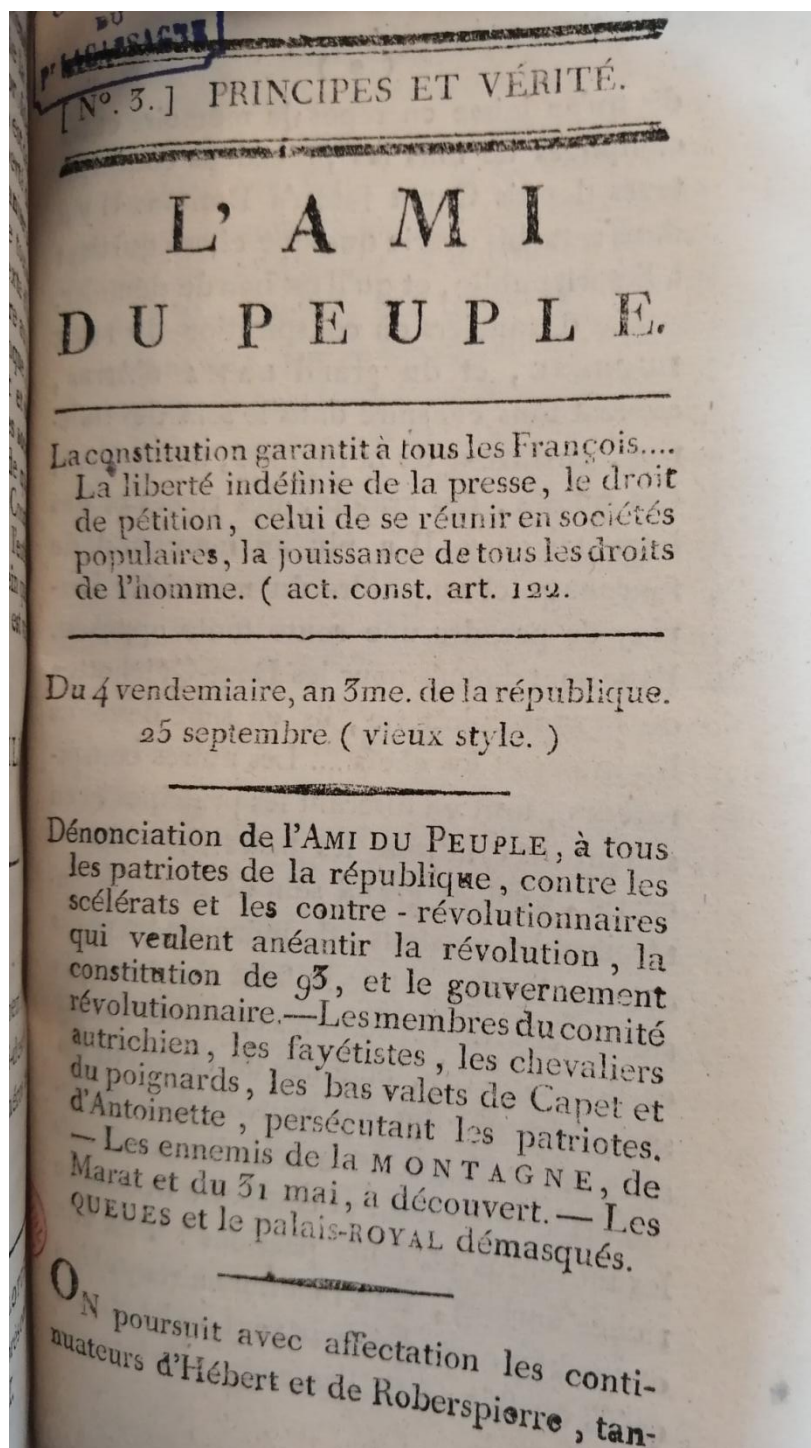 DU
[N°. 3.] PRINCIPES ET VÉRITÉ.
L'AMI
DU PEUPLE.
La constitution garantit à tous les François....
La liberté indéfinie de la presse, le droit
de pétition, celui de se réunir en sociétés
populaires, la jouissance de tous les droits
de l'homme. ( act. const. art. 122.
Du 4 vendemiaire, an 3me. de la république.
25 septembre ( vieux style. )
Dénonciation de l'AMI DU PEUPLE, à tous
les patriotes de la république, contre les
scélérats et les contre-révolutionnaires
qui veulent anéantir la révolution, la
constitution de 93, et le gouvernement
révolutionnaire.—Les membres du comité
autrichien, les fayétistes, les chevaliers
du poignards, les bas valets de Capet et
d'Antoinette, persécutant les patriotes.
— Les ennemis de la MONTAGNE, de
Marat et du 31 mai, a découvert. — Les
QUEUES et le palais-ROYAL démasqués.
ON poursuit avec affectation les conti-
nuateurs d'Hébert et de Roberspierre, tan-